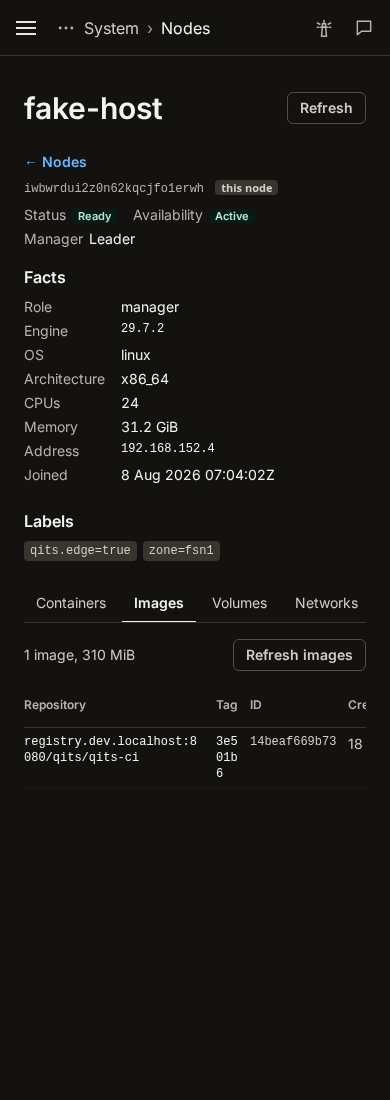 ··· System › Nodes
fake-host
Refresh
← Nodes
iwbwrdui2z0n62kqcjfo1erwh this node
Status Ready Availability Active
Manager Leader
Facts
Role manager
Engine 29.7.2
OS linux
Architecture x86_64
CPUs 24
Memory 31.2 GiB
Address 192.168.152.4
Joined 8 Aug 2026 07:04:02Z
Labels
qits.edge=true zone=fsn1
Containers Images Volumes Networks
1 image, 310 MiB
Refresh images
Repository Tag ID Cre
registry.dev.localhost:8 3e5 14beaf669b73 18
080/qits/qits-ci 01b
6